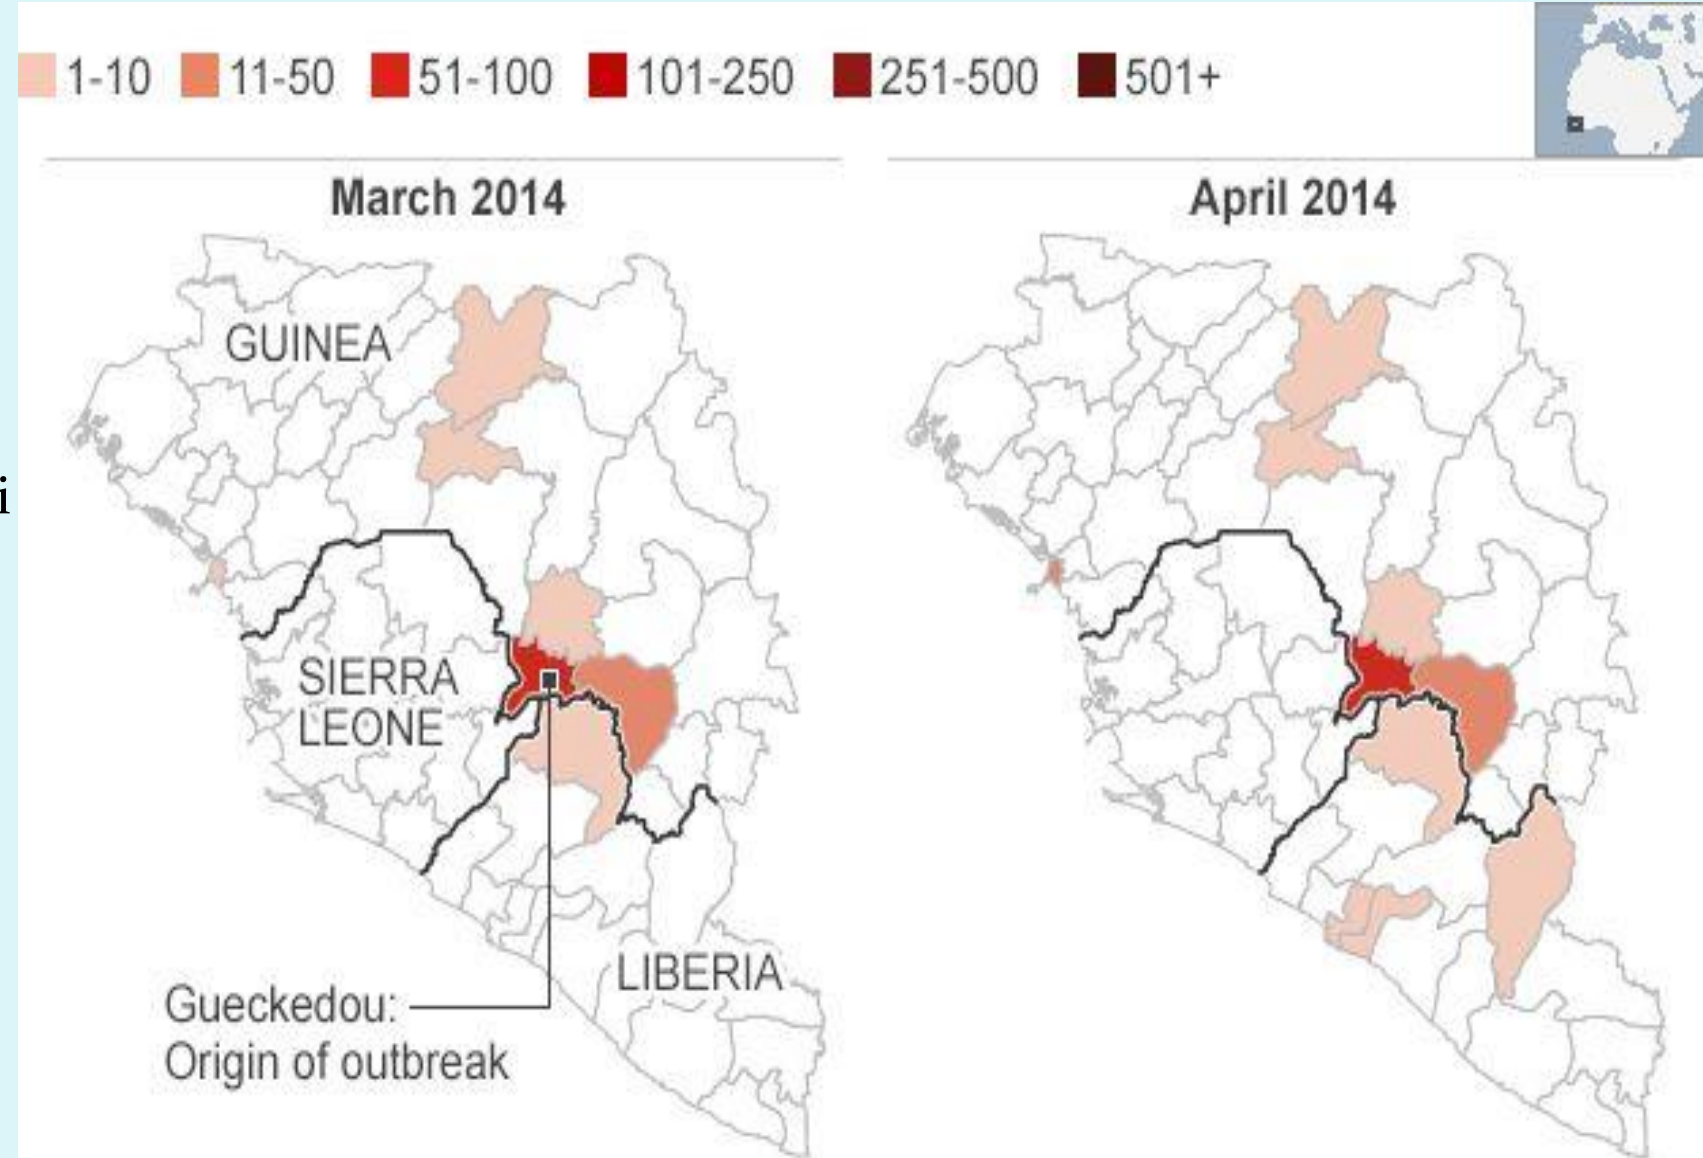 1-10 11-50 51-100 101-250 251-500 501+
March 2014
April 2014
GUINEA
i
SIERRA
LEONE
LIBERIA
Gueckedou:
Origin of outbreak